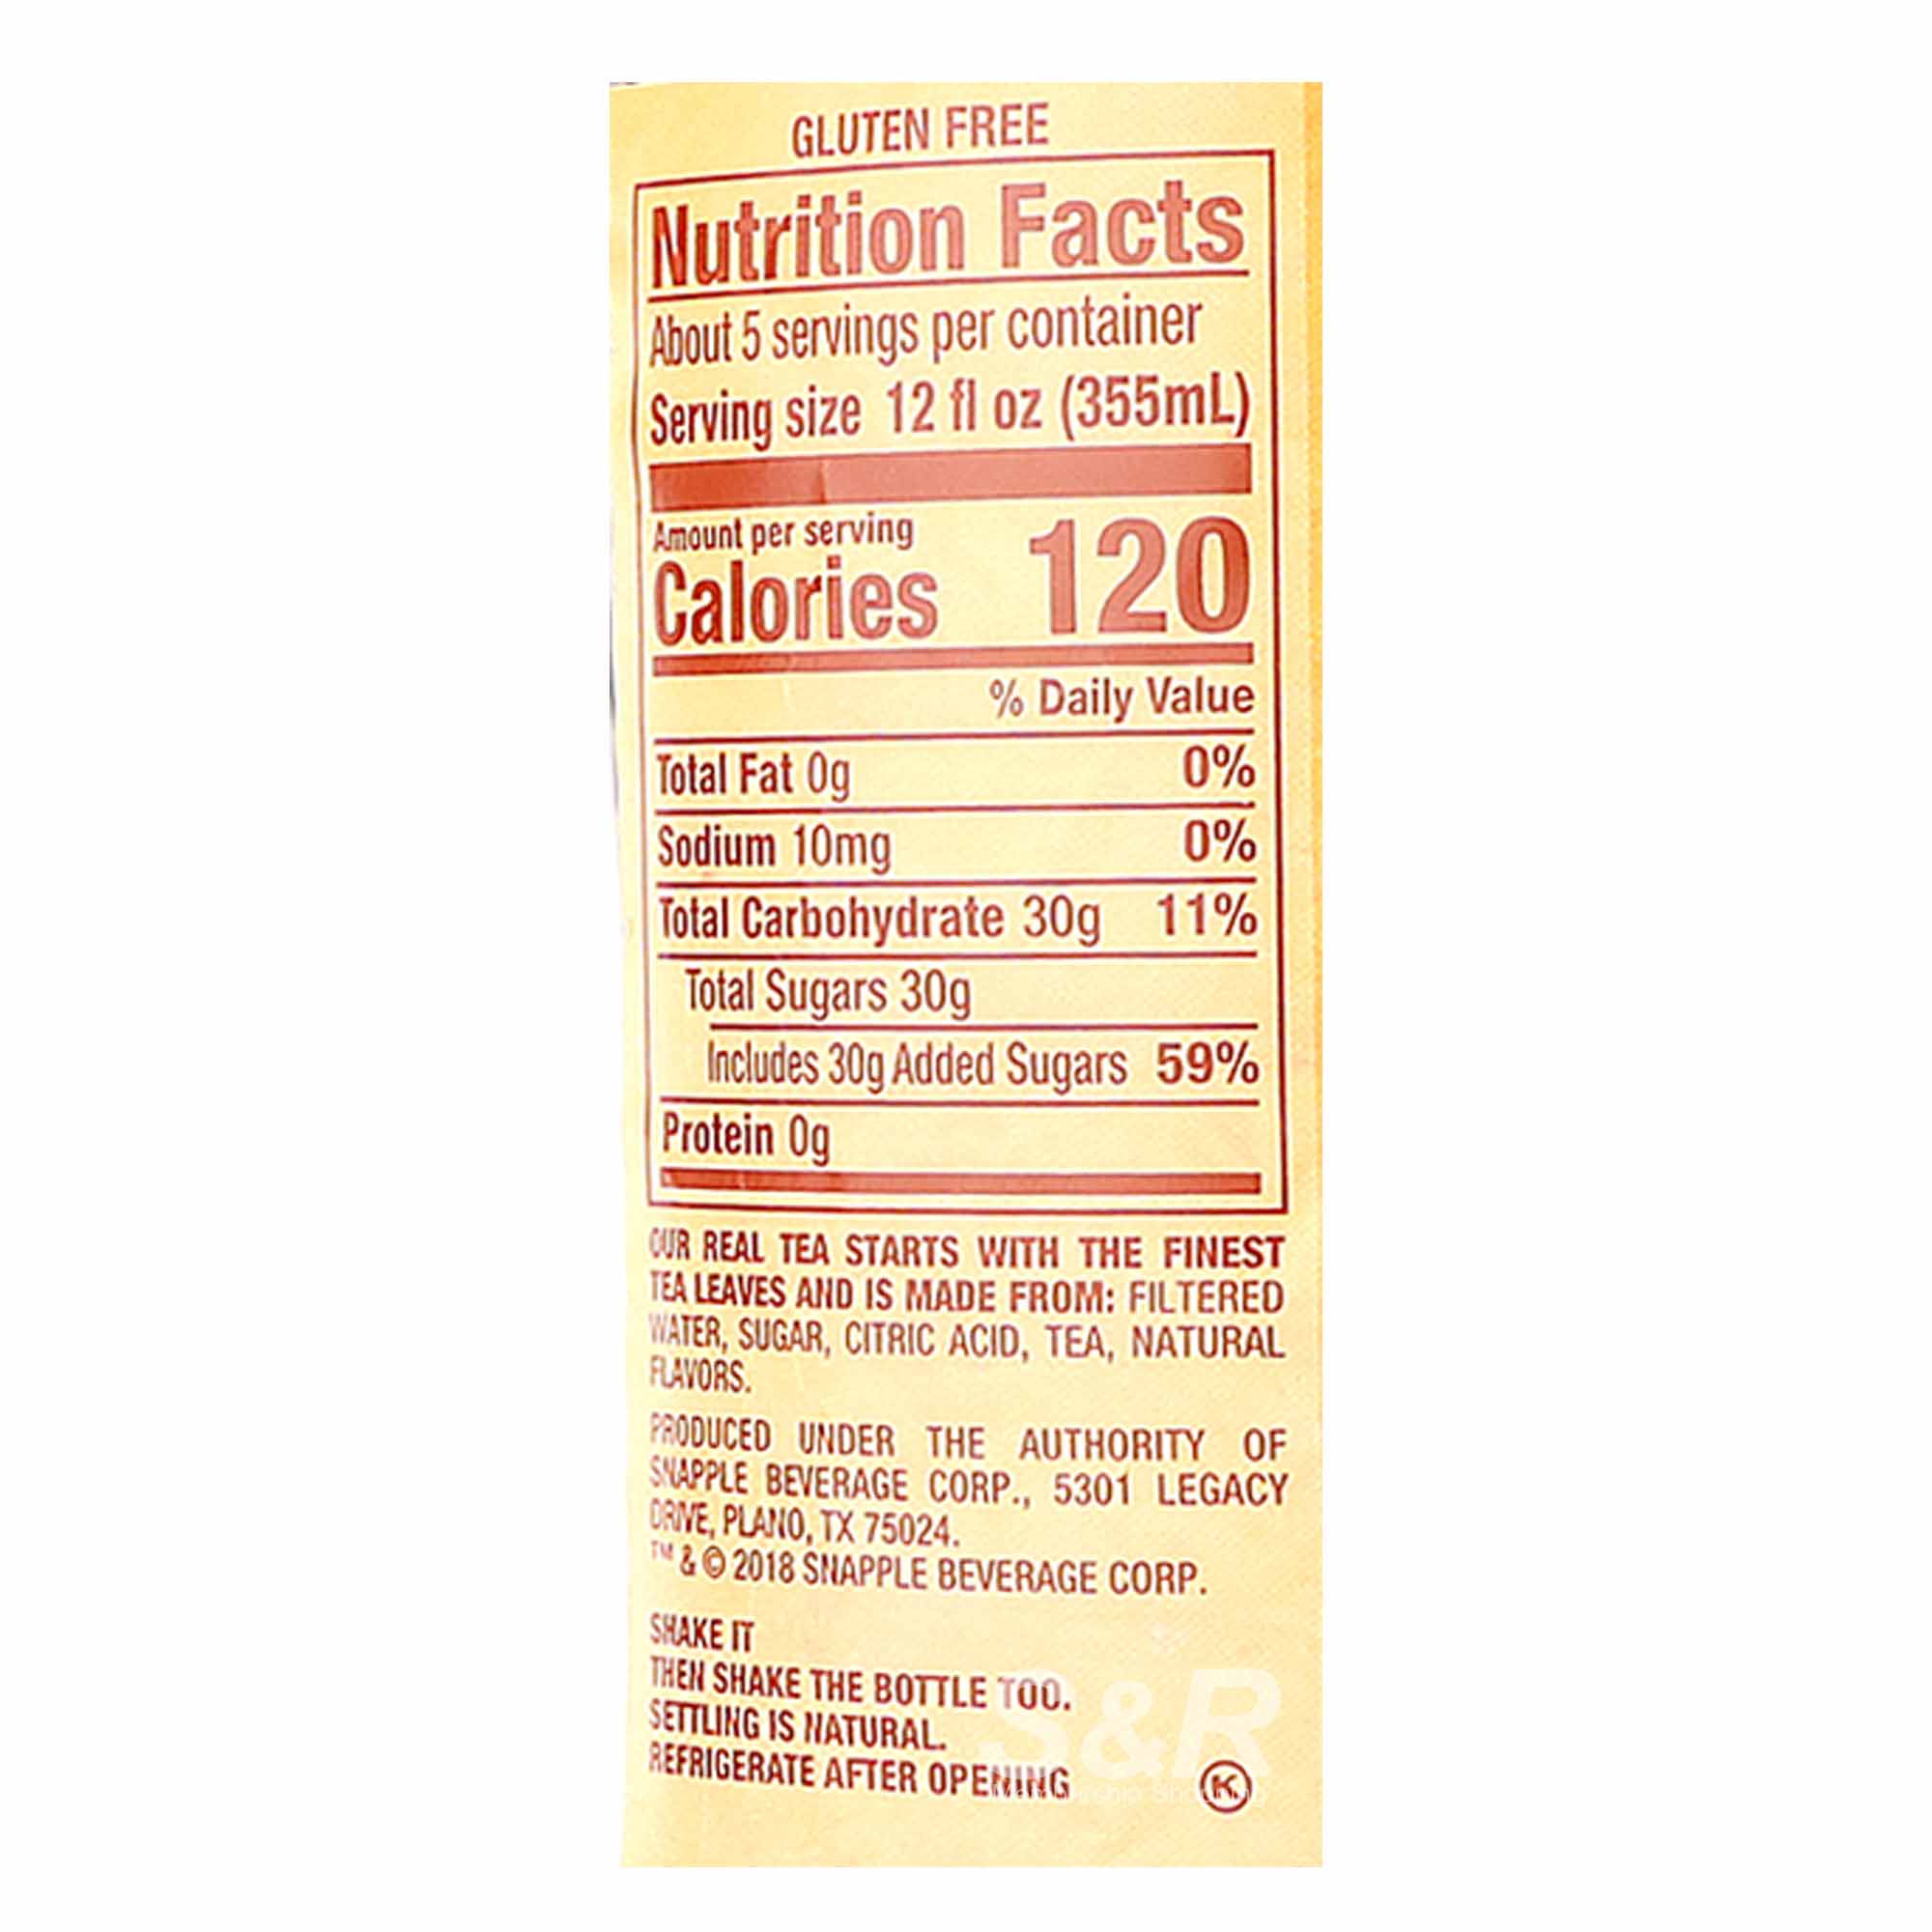 GLUTEN FREE
Nutrition Facts
About 5 servings per container
Serving size 12 fl oz (355mL)
Amount per serving
Calories 120
% Daily Value
Total Fat 0g 0%
Sodium 10mg 0%
Total Carbohydrate 30g 11%
Total Sugars 30g
Includes 30g Added Sugars 59%
Protein 0g
OUR REAL TEA STARTS WITH THE FINEST
TEA LEAVES AND IS MADE FROM: FILTERED
WATER, SUGAR, CITRIC ACID, TEA, NATURAL
FLAVORS.
PRODUCED UNDER THE AUTHORITY OF
SNAPPLE BEVERAGE CORP., 5301 LEGACY
DRIVE, PLANO, TX 75024.
™ & © 2018 SNAPPLE BEVERAGE CORP.
SHAKE IT
THEN SHAKE THE BOTTLE TOO.
SETTLING IS NATURAL.
REFRIGERATE AFTER OPENING
K
S&R
Membership Shopping